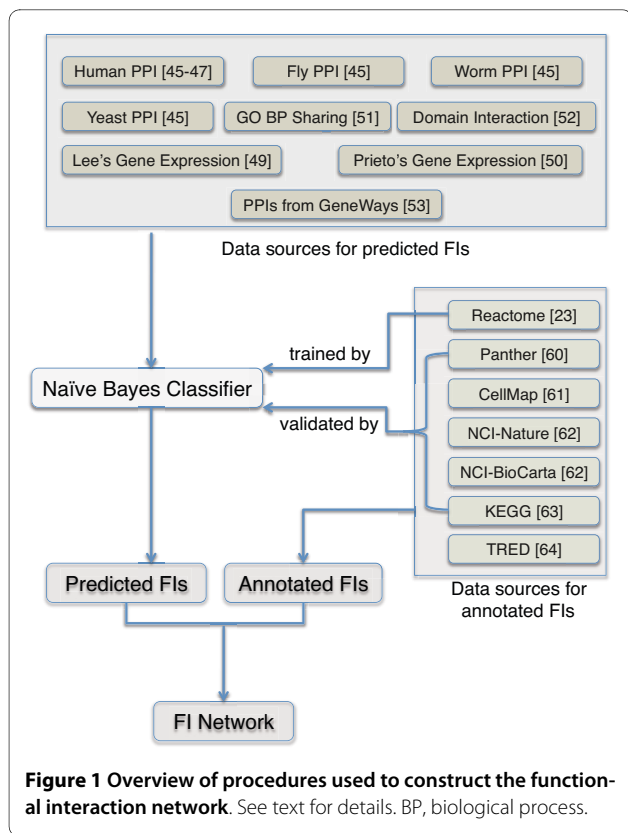 Human PPI [45-47]
Fly PPI [45]
Worm PPI [45]
Yeast PPI [45]
GO BP Sharing [51]
Domain Interaction [52]
Lee's Gene Expression [49]
Prieto's Gene Expression [50]
PPIs from GeneWays [53]
Data sources for predicted FIs
Reactome [23]
trained by
Panther [60]
Naïve Bayes Classifier
CellMap [61]
validated by
NCI-Nature [62]
NCI-BioCarta [62]
KEGG [63]
TRED [64]
Predicted FIs
Annotated FIs
Data sources for
annotated FIs
FI Network
Figure 1 Overview of procedures used to construct the function-
al interaction network. See text for details. BP, biological process.